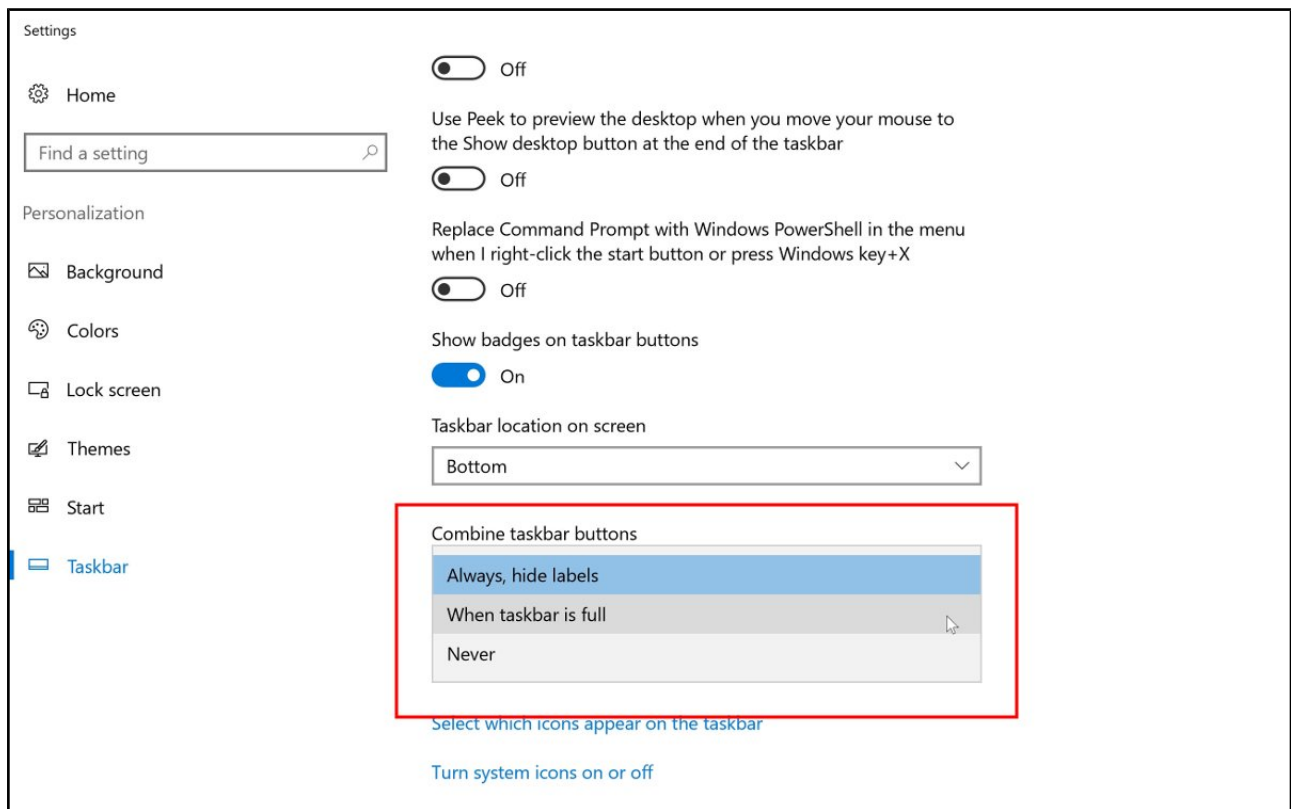 Settings
Home
Find a setting
Personalization
Background
Colors
Lock screen
Themes
Start
Taskbar
Off
Use Peek to preview the desktop when you move your mouse to
the Show desktop button at the end of the taskbar
Off
Replace Command Prompt with Windows PowerShell in the menu
when I right-click the start button or press Windows key+X
Off
Show badges on taskbar buttons
On
Taskbar location on screen
Bottom
Combine taskbar buttons
Always, hide labels
When taskbar is full
Never
Select which icons appear on the taskbar
Turn system icons on or off